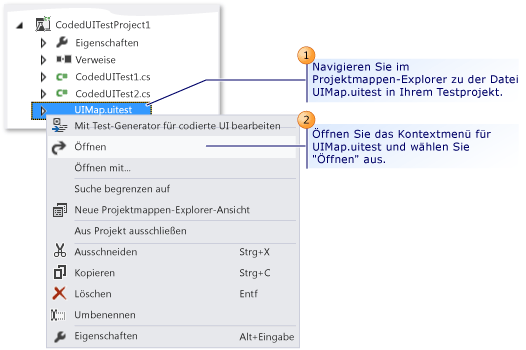 CodedUITestProject1
Eigenschaften
Verweise
CodedUITest1.cs
CodedUITest2.cs
UIMap.uitest
Mit Test-Generator für codierte UI bearbeiten
Öffnen
Öffnen mit...
Suche begrenzen auf
Neue Projektmappen-Explorer-Ansicht
Aus Projekt ausschließen
Ausschneiden Strg+X
Kopieren Strg+C
Löschen Entf
Umbenennen
Eigenschaften Alt+Eingabe
1
Navigieren Sie im
Projektmappen-Explorer zu der Datei
UIMap.uitest in Ihrem Testprojekt.
2
Öffnen Sie das Kontextmenü für
UIMap.uitest und wählen Sie
"Öffnen" aus.